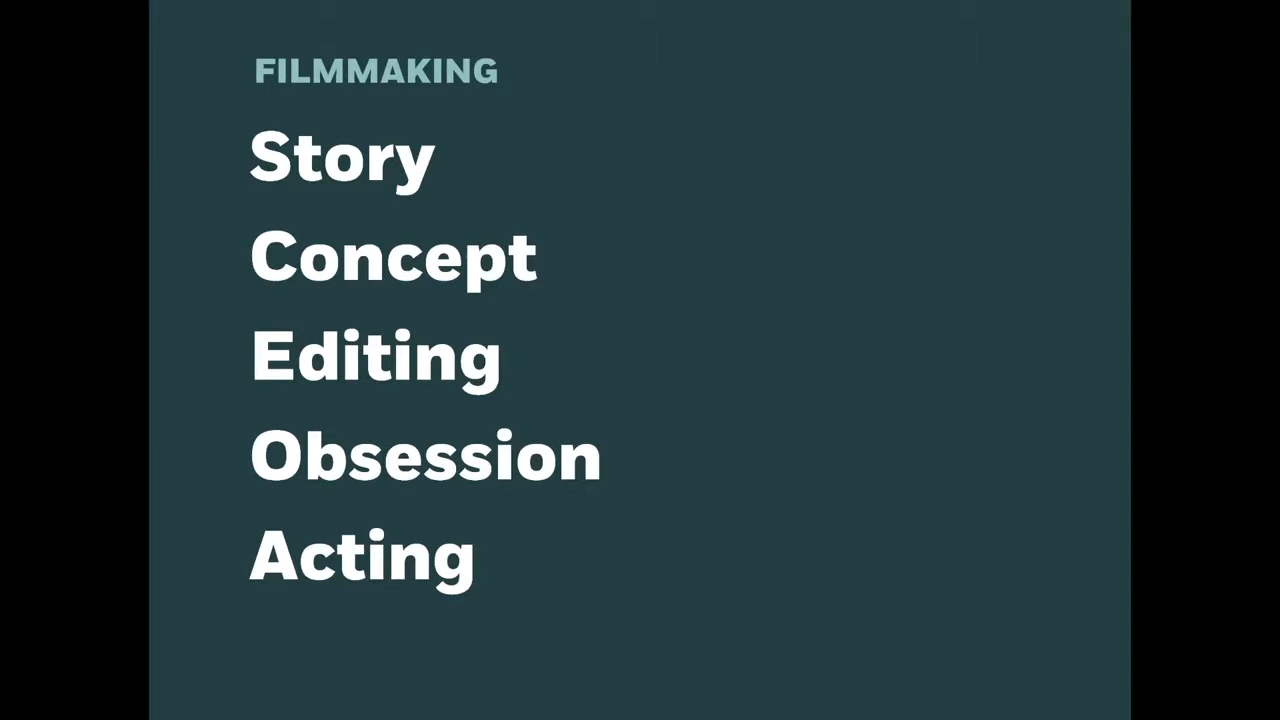 FILMMAKING
Story
Concept
Editing
Obsession
Acting